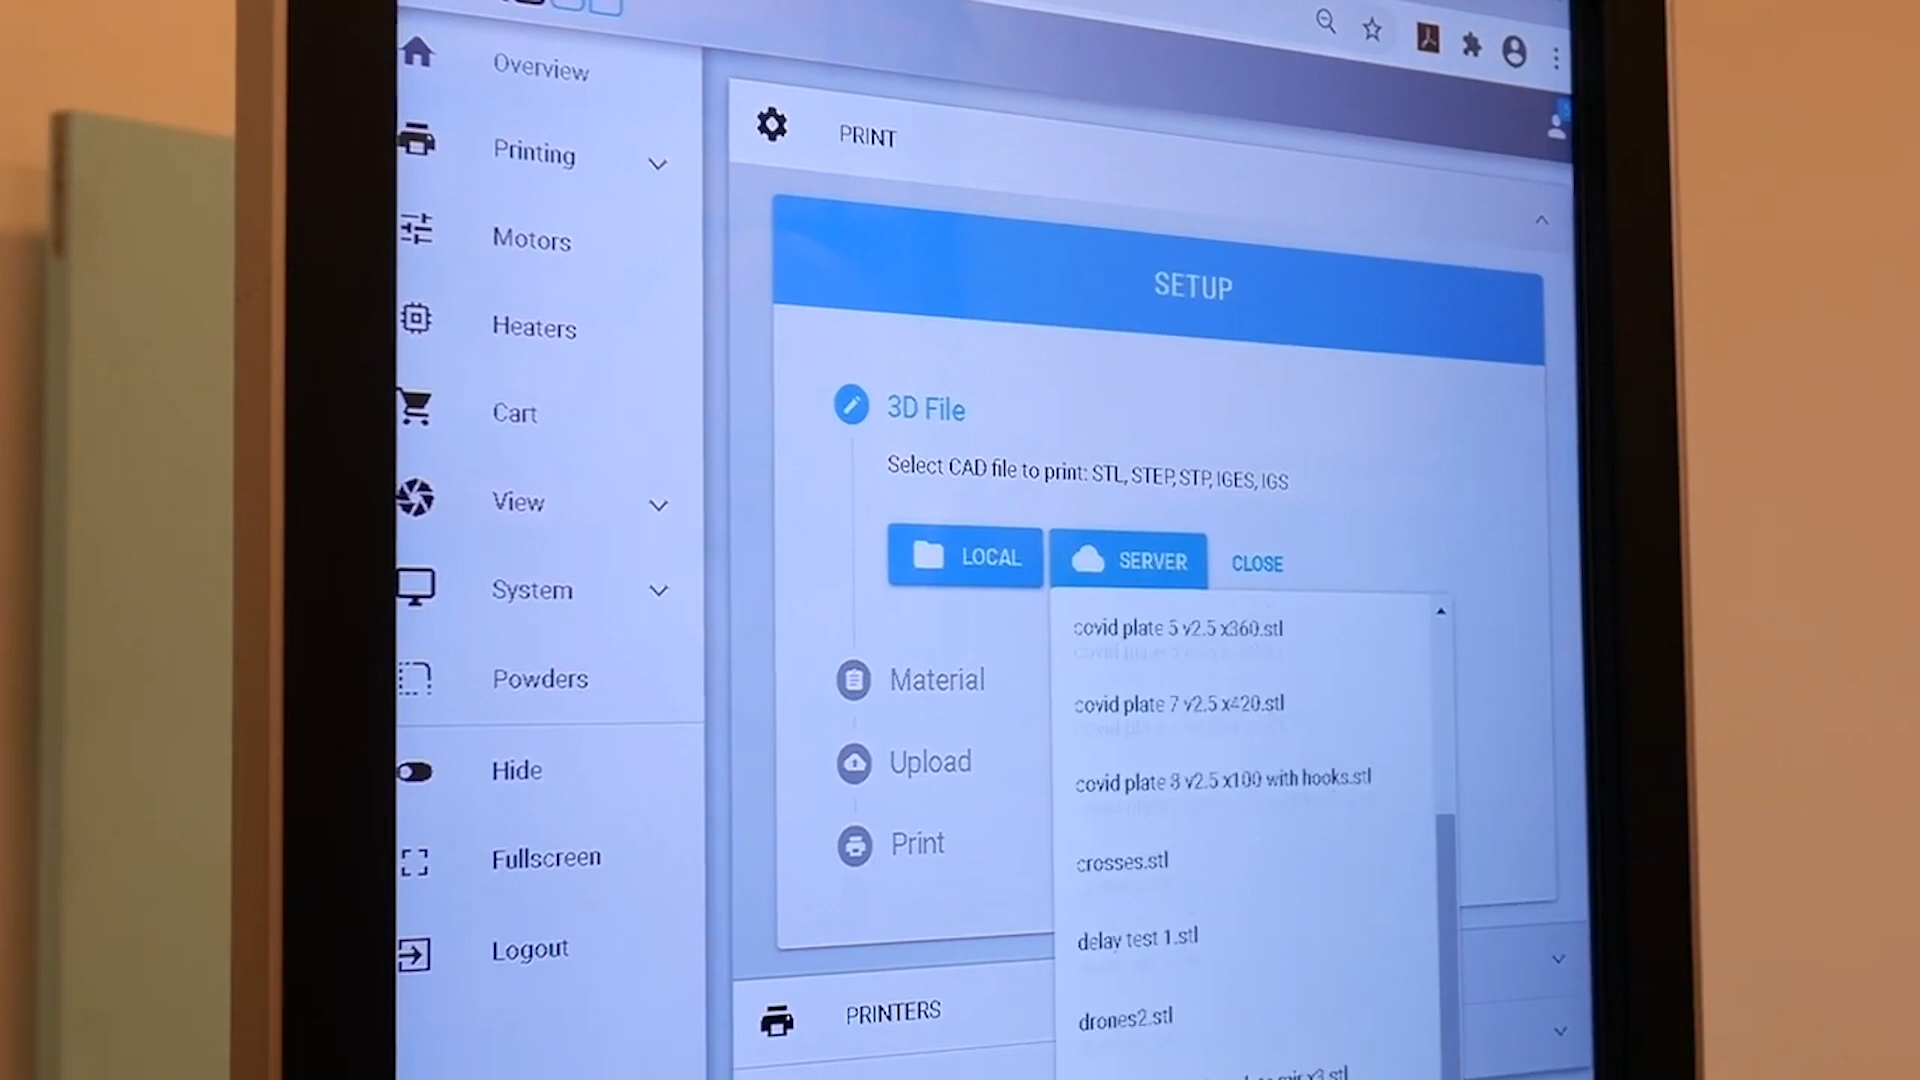 Overview
Printing
Motors
Heaters
Cart
View
System
Powders
Hide
Fullscreen
Logout
PRINT
SETUP
3D File
Select CAD file to print: STL, STEP, STP, IGES, IGS
LOCAL
SERVER
CLOSE
covid plate 5 v2.5 x360.stl
covid plate 7 v2.5 x420.stl
covid plate 8 v2.5 x100 with hooks.stl
crosses.stl
delay test 1.stl
drones2.stl
x3.stl
Material
Upload
Print
PRINTERS